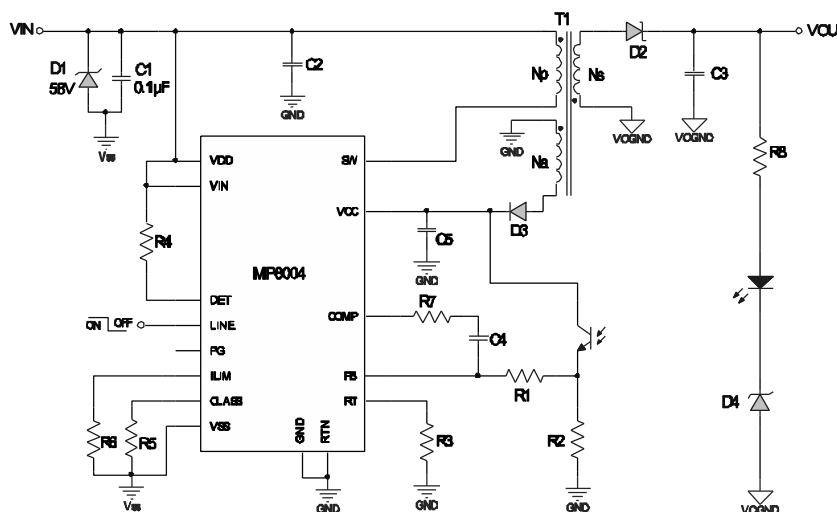 T1
VIN
VOU
D1
58V
C1
0.1µF
C2
GND
Vss
Np
Ns
D2
C3
GND
Na
VOGND
VOGND
R8
VDD
VIN
SW
VCC
D3
C5
GND
R4
MP8004
DET
ON OFF
LINE
PG
COMP
R7
C4
ILIM
FB
R1
CLASS
RT
VSS
R6
R5
GND
RTN
R3
R2
D4
Vss
GND
GND
GND
VOGND